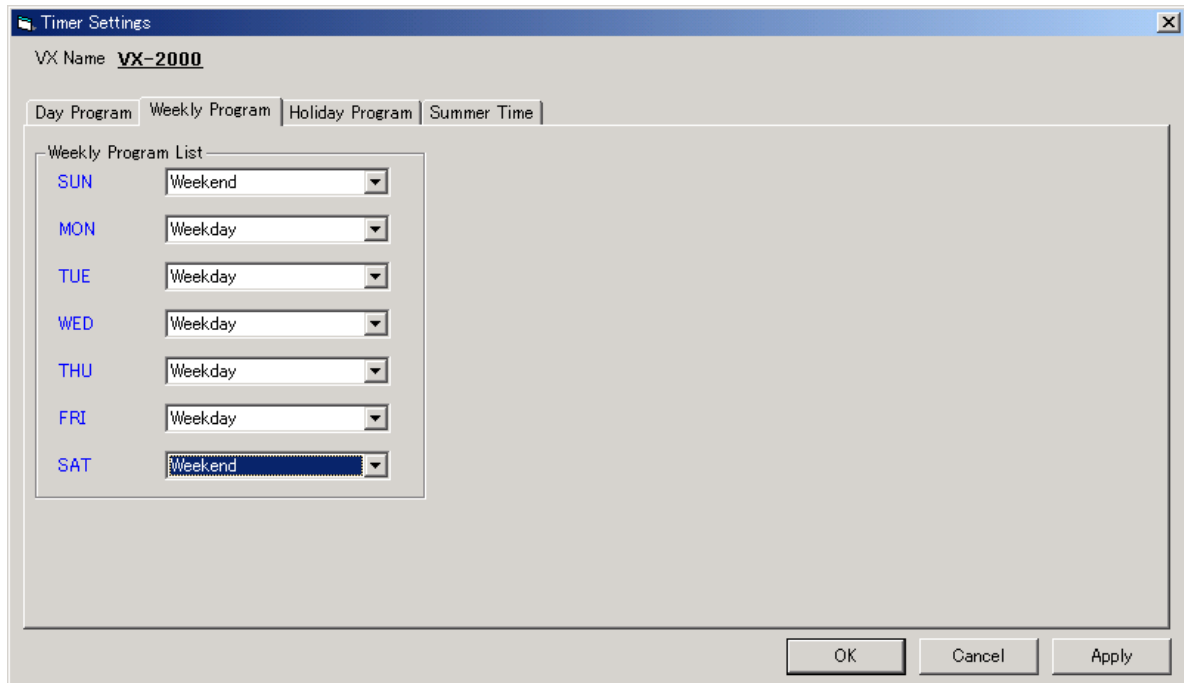 Timer Settings
VX Name VX-2000
Day Program Weekly Program Holiday Program Summer Time
Weekly Program List
SUN Weekend
MON Weekday
TUE Weekday
WED Weekday
THU Weekday
FRI Weekday
SAT Weekend
OK Cancel Apply